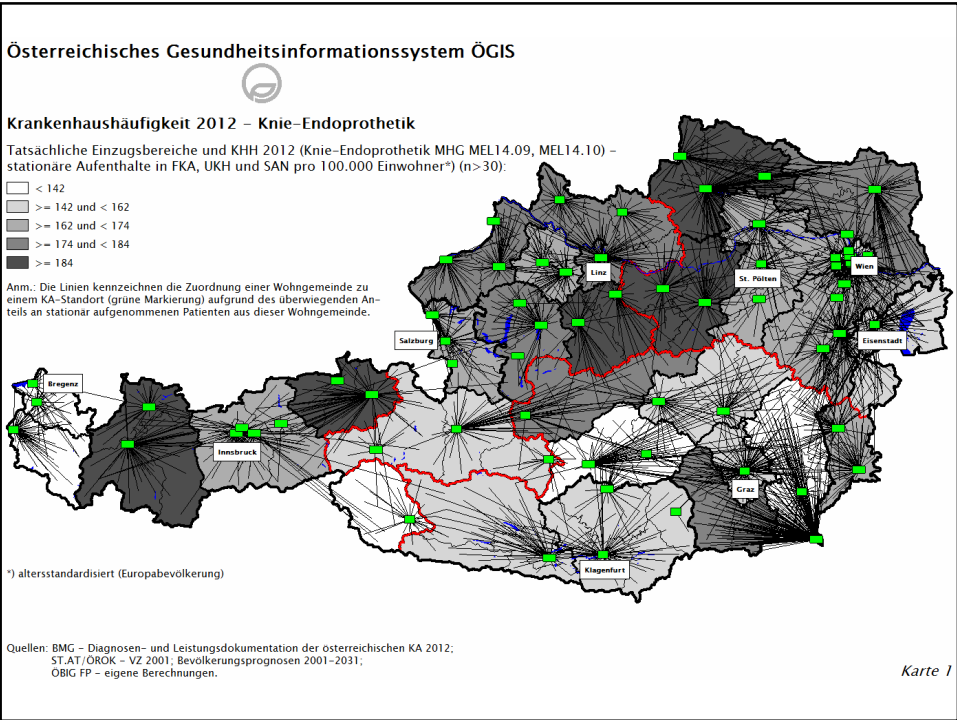 Österreichisches Gesundheitsinformationssystem ÖGIS
Krankenhaushäufigkeit 2012 – Knie-Endoprothetik
Tatsächliche Einzugsbereiche und KHH 2012 (Knie-Endoprothetik MHG MEL14.09, MEL14.10) –
stationäre Aufenthalte in FKA, UKH und SAN pro 100.000 Einwohner*) (n>30):
< 142
>= 142 und < 162
>= 162 und < 174
>= 174 und < 184
>= 184
Anm.: Die Linien kennzeichnen die Zuordnung einer Wohngemeinde zu
einem KA-Standort (grüne Markierung) aufgrund des überwiegenden An-
teils an stationär aufgenommenen Patienten aus dieser Wohngemeinde.
Linz
St. Pölten
Wien
Salzburg
Eisenstadt
Bregenz
Innsbruck
Graz
Klagenfurt
*) altersstandardisiert (Europabevölkerung)
Quellen: BMG – Diagnosen- und Leistungsdokumentation der österreichischen KA 2012;
ST.AT/ÖROK – VZ 2001; Bevölkerungsprognosen 2001–2031;
ÖBIG FP – eigene Berechnungen.
Karte 1